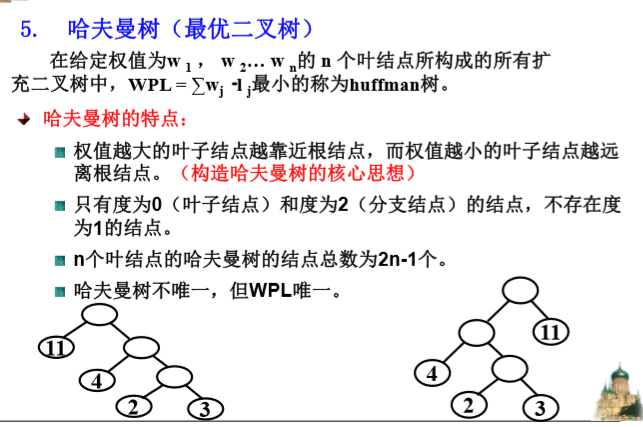 5. 哈夫曼树（最优二叉树）
在给定权值为w 1 ， w 2… w n的 n 个叶结点所构成的所有扩
充二叉树中，WPL = ∑wj ·l j最小的称为huffman树。
哈夫曼树的特点：
权值越大的叶子结点越靠近根结点，而权值越小的叶子结点越远
离根结点。（构造哈夫曼树的核心思想）
只有度为0（叶子结点）和度为2（分支结点）的结点，不存在度
为1的结点。
n个叶结点的哈夫曼树的结点总数为2n-1个。
哈夫曼树不唯一，但WPL唯一。
11
4
2
3
11
4
2
3